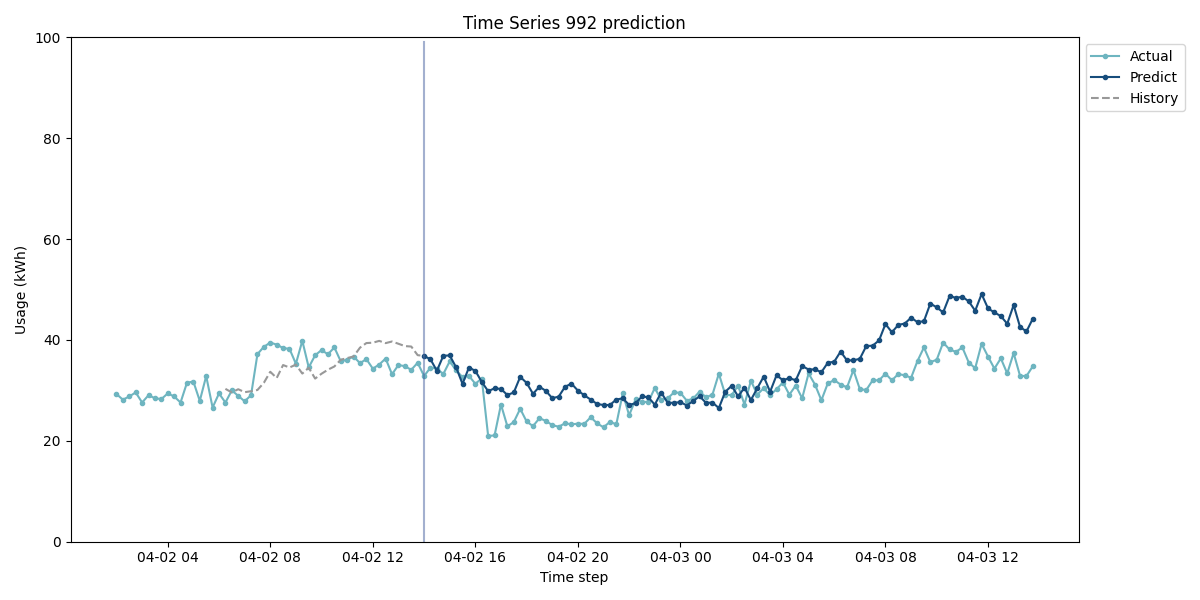 Time Series 992 prediction
100
80
60
40
20
0
Usage (kWh)
04-02 04
04-02 08
04-02 12
04-02 16
04-02 20
04-03 00
04-03 04
04-03 08
04-03 12
Time step
Actual
Predict
History